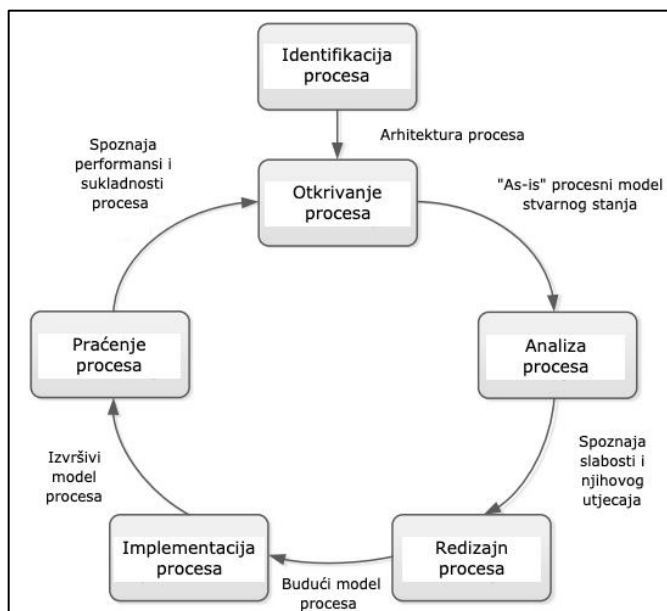 Identifikacija
procesa
Arhitektura procesa
Spoznaja
performansi i
sukladnosti
procesa
Otkrivanje
procesa
"As-is" procesni model
stvarnog stanja
Praćenje
procesa
Analiza
procesa
Izvršivi
model
procesa
Spoznaja
slabosti i
njihovog
utjecaja
Implementacija
procesa
Budući model
procesa
Redizajn
procesa